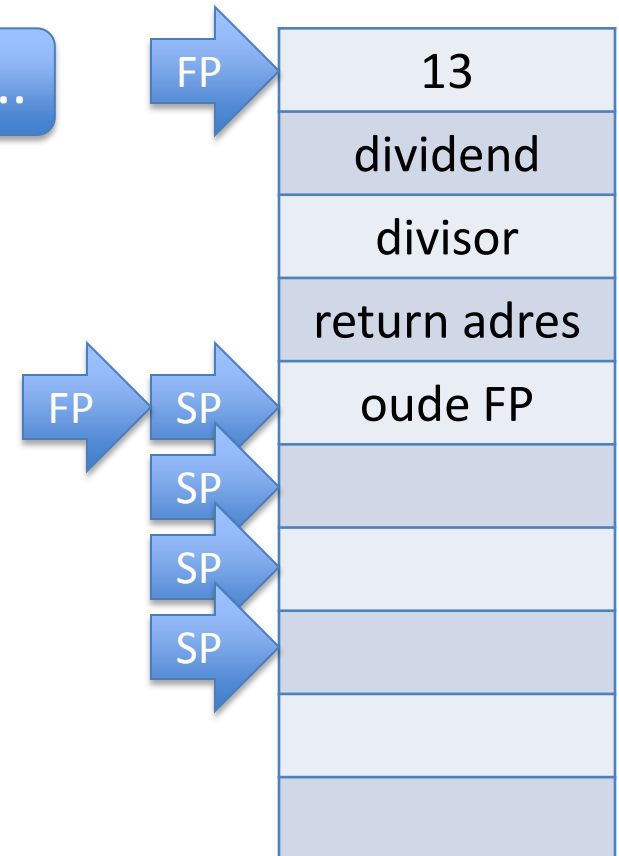 ..
FP
13
dividend
divisor
return adres
FP SP oude FP
SP
SP
SP